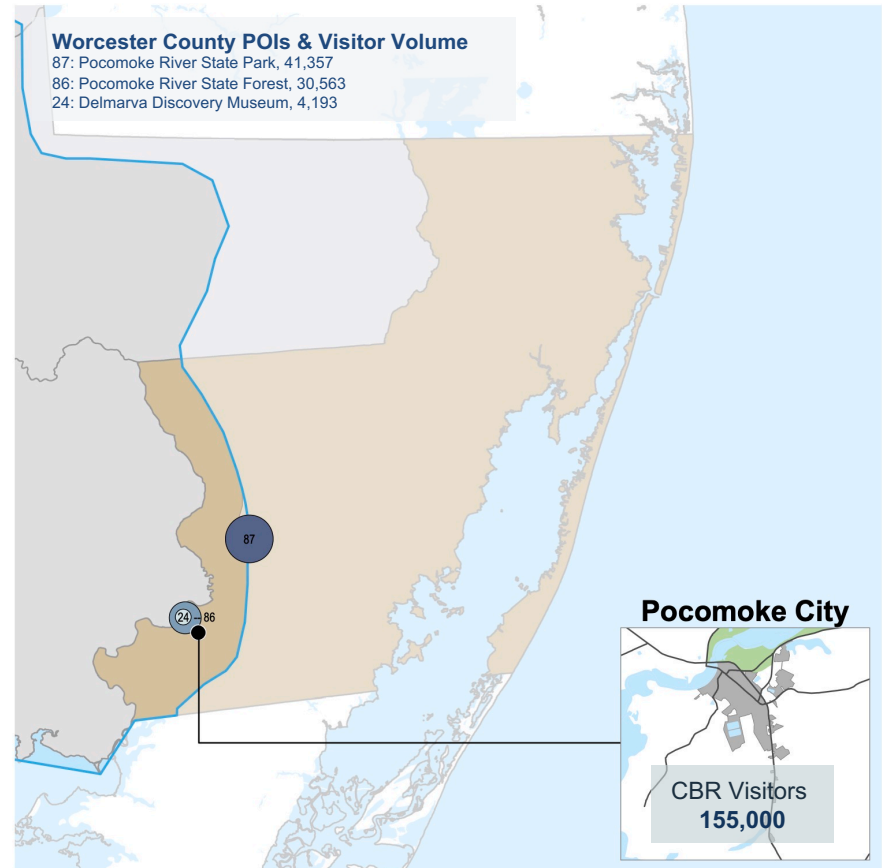 Worcester County POIs & Visitor Volume
87: Pocomoke River State Park, 41,357
86: Pocomoke River State Forest, 30,563
24: Delmarva Discovery Museum, 4,193
87
24
86
Pocomoke City
CBR Visitors
155,000